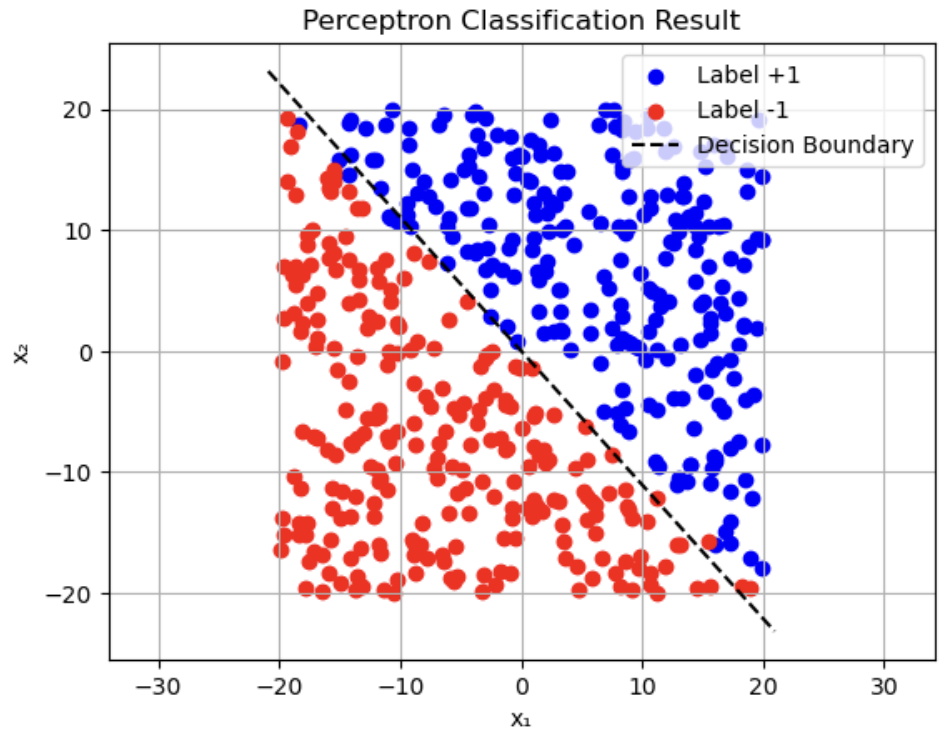 Perceptron Classification Result
Label +1
Label -1
Decision Boundary
20
10
0
−10
−20
x₂
−30
−20
−10
0
10
20
30
x₁